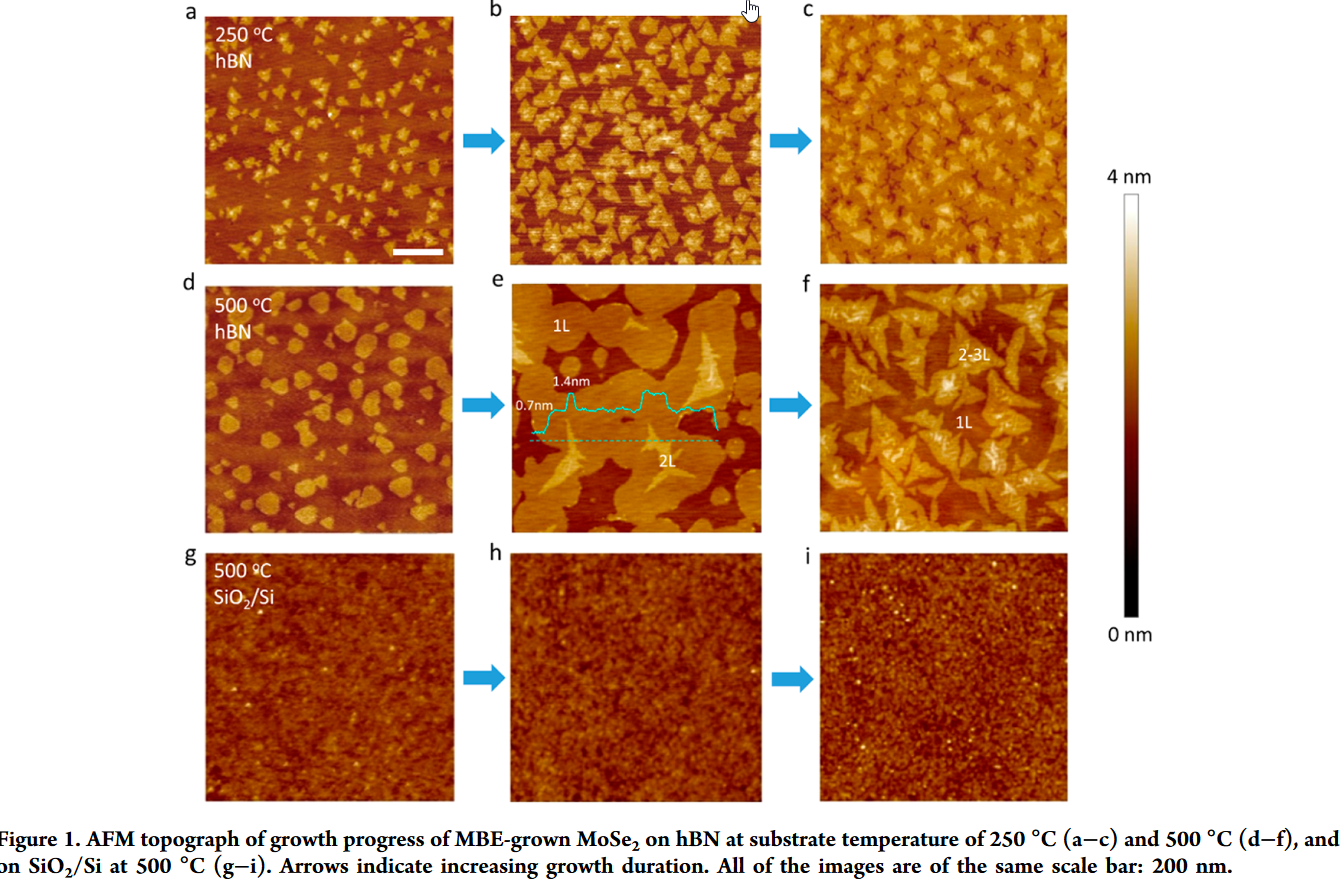 a
b
c
250 °C
hBN
4 nm
d
e
f
500 °C
hBN
1L
2-3L
1.4nm
0.7nm
1L
2L
g
h
i
500 °C
SiO₂/Si
0 nm
Figure 1. AFM topograph of growth progress of MBE-grown MoSe₂ on hBN at substrate temperature of 250 °C (a−c) and 500 °C (d−f), and
on SiO₂/Si at 500 °C (g−i). Arrows indicate increasing growth duration. All of the images are of the same scale bar: 200 nm.